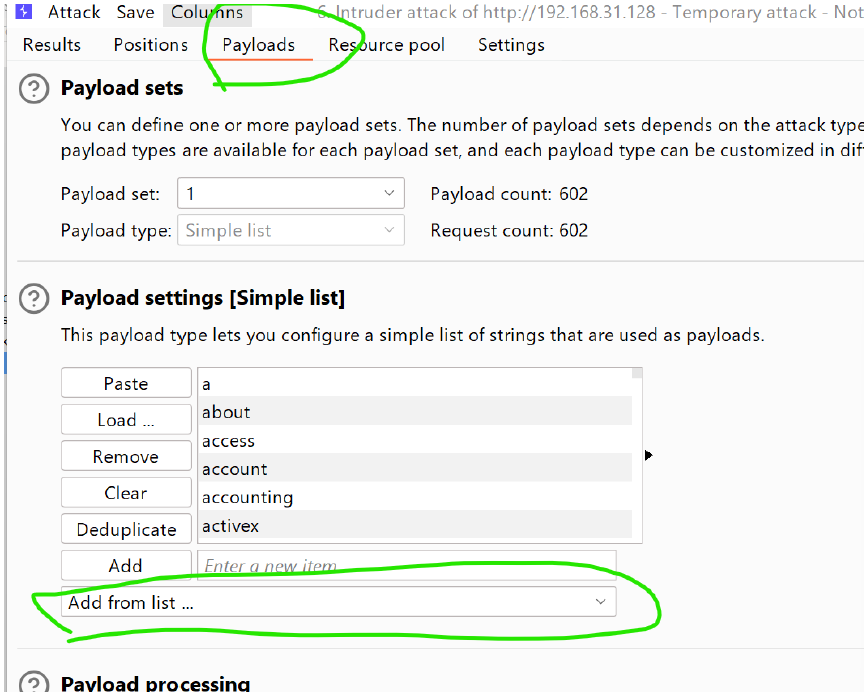 Attack Save Columns 6. Intruder attack of http://192.168.31.128 - Temporary attack - Not
Results Positions Payloads Resource pool Settings
? Payload sets
You can define one or more payload sets. The number of payload sets depends on the attack type
payload types are available for each payload set, and each payload type can be customized in dif
Payload set: 1 Payload count: 602
Payload type: Simple list Request count: 602
? Payload settings [Simple list]
This payload type lets you configure a simple list of strings that are used as payloads.
Paste a
Load ... about
Remove access
Clear account
Deduplicate accounting
activex
Add Enter a new item
Add from list ...
? Payload processing